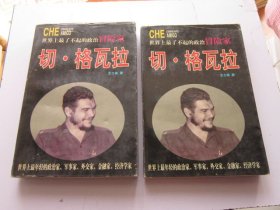 CHE
世界上最了不起的政治冒险家
切·格瓦拉
世界上最年轻的政治家、军事家、外交家、金融家、经济学家
CHE
世界上最了不起的政治冒险家
切·格瓦拉
世界上最年轻的政治家、军事家、外交家、金融家、经济学家